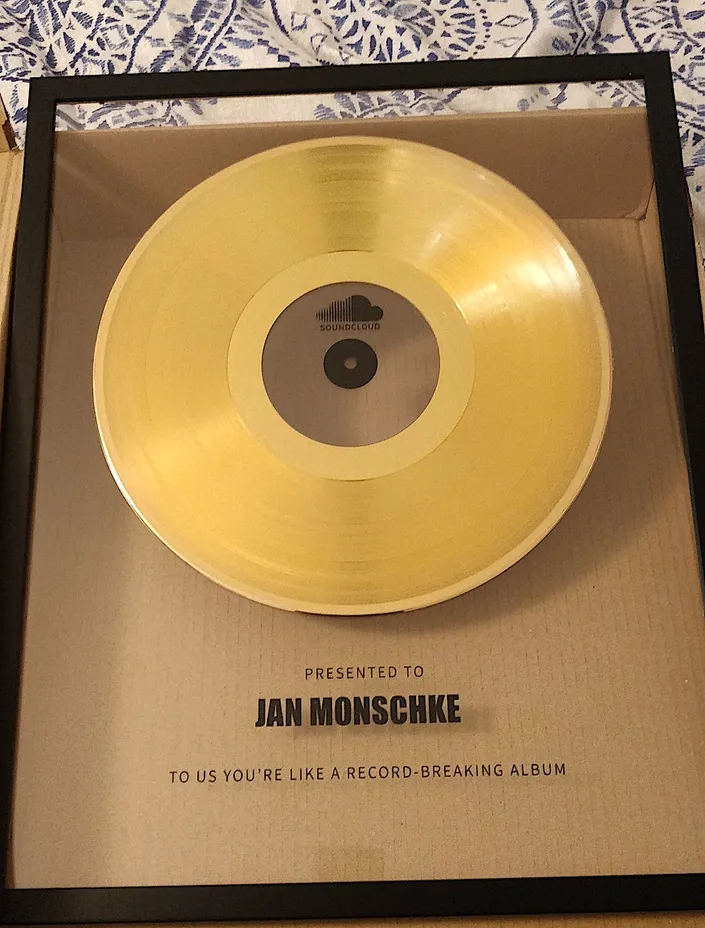 SOUNDCLOUD
PRESENTED TO
JAN MONSCHKE
TO US YOU'RE LIKE A RECORD-BREAKING ALBUM